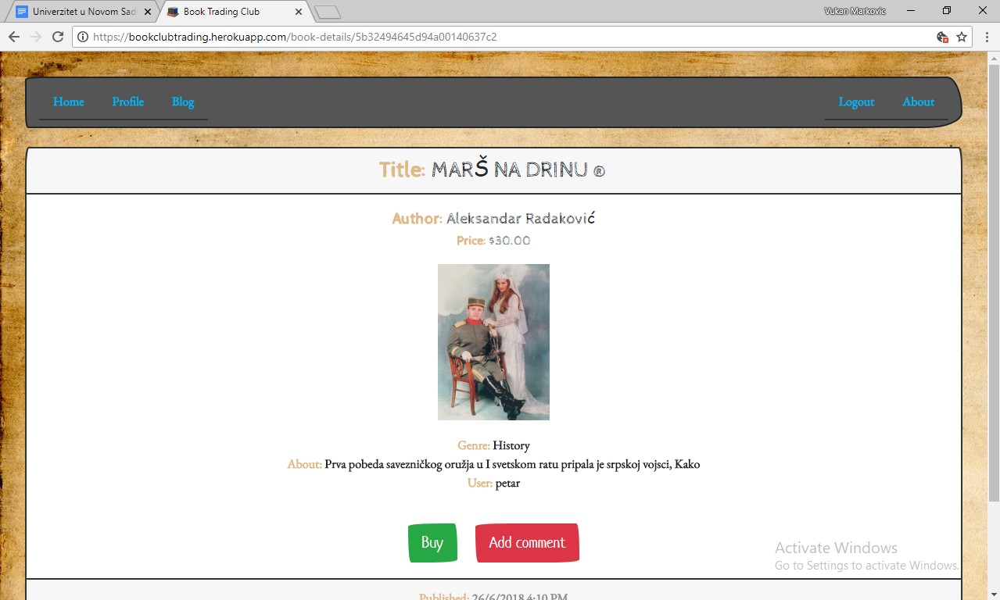 Univerzitet u Novom Sad
Book Trading Club
Vukan Markovic
https://bookclubtrading.herokuapp.com/book-details/5b32494645d94a00140637c2
Home Profile Blog Logout About
Title: MARŠ NA DRINU ®
Author: Aleksandar Radaković
Price: $30.00
Genre: History
About: Prva pobeda savezničkog oružja u I svetskom ratu pripala je srpskoj vojsci, Kako
User: petar
Buy Add comment
Activate Windows
Go to Settings to activate Windows.
Published: 26/6/2018 4:10 PM